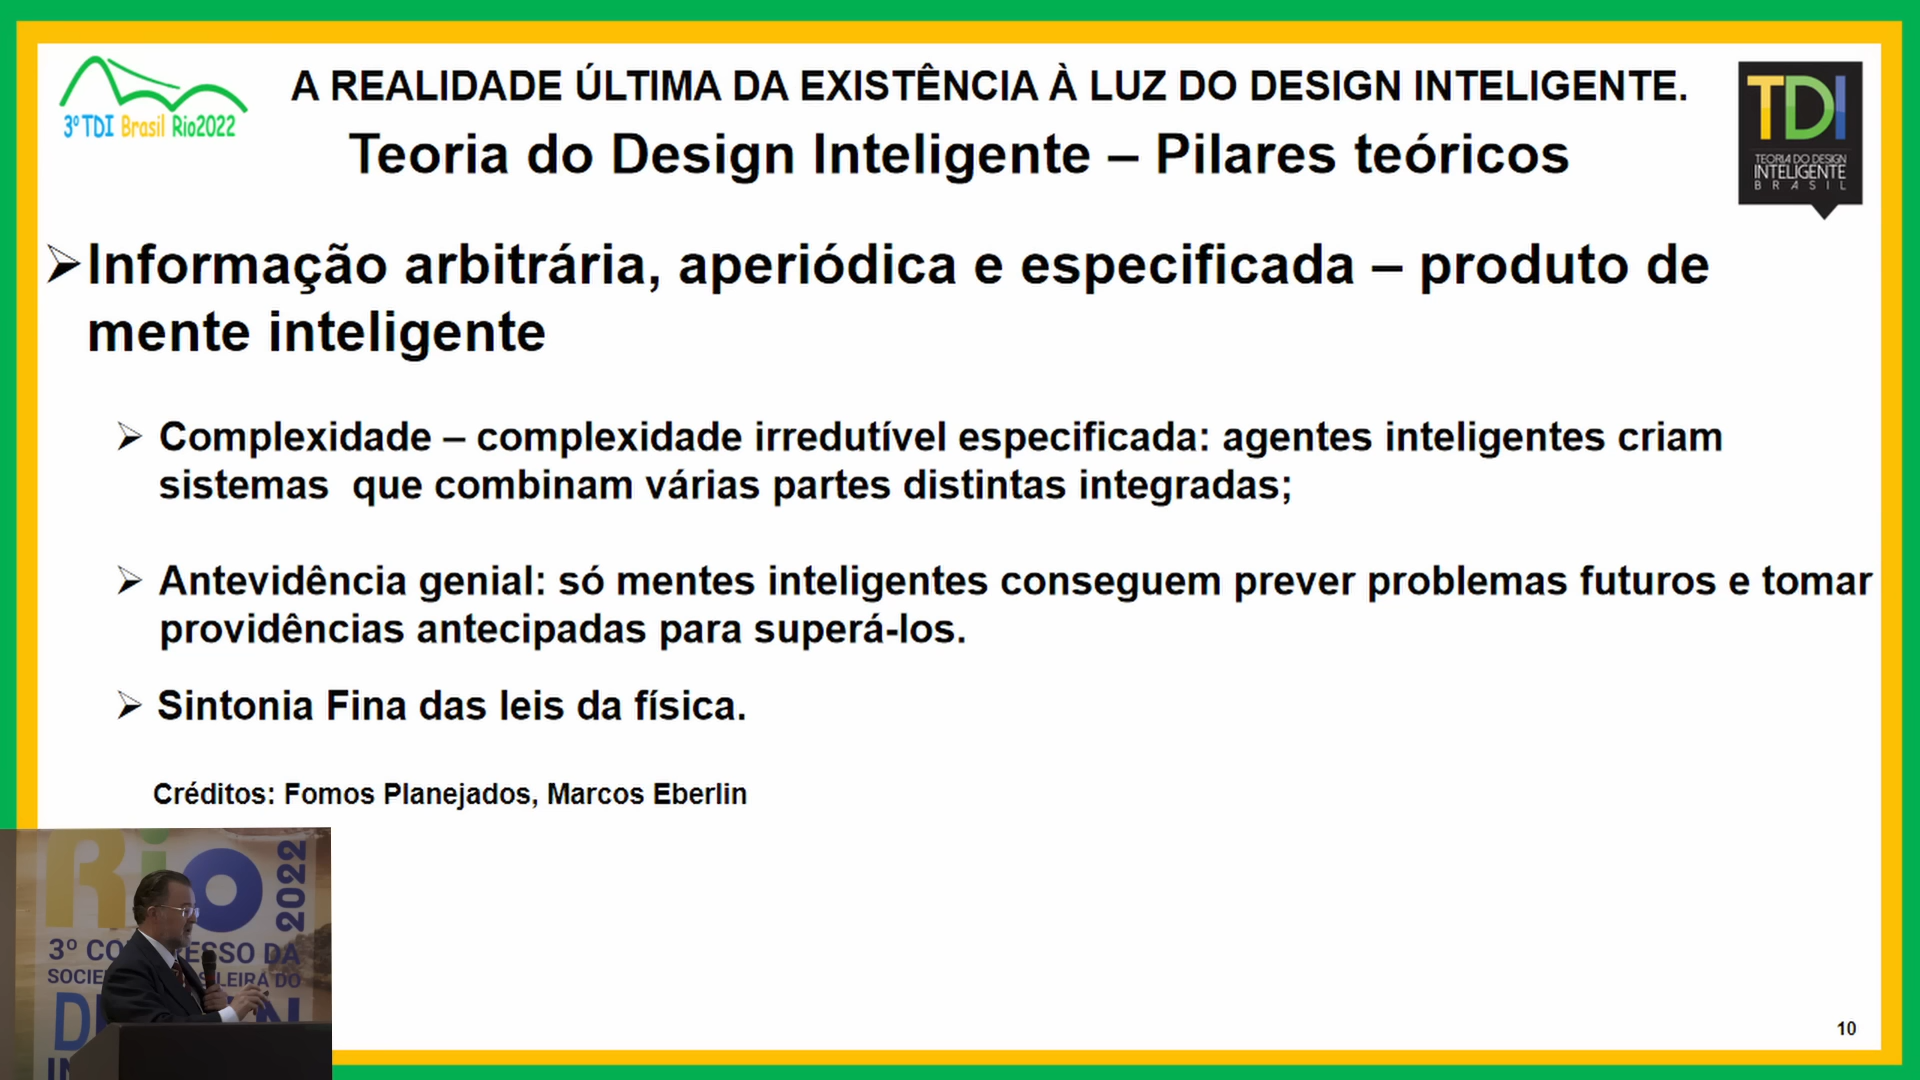 A REALIDADE ÚLTIMA DA EXISTÊNCIA À LUZ DO DESIGN INTELIGENTE.
3º TDI Brasil Rio2022
Teoria do Design Inteligente – Pilares teóricos
TDI
TEORIA DO DESIGN
INTELIGENTE
BRASIL
Informação arbitrária, aperiódica e especificada – produto de
mente inteligente
Complexidade – complexidade irredutível especificada: agentes inteligentes criam
sistemas que combinam várias partes distintas integradas;
Antevidência genial: só mentes inteligentes conseguem prever problemas futuros e tomar
providências antecipadas para superá-los.
Sintonia Fina das leis da física.
Créditos: Fomos Planejados, Marcos Eberlin
Rio
2022
3º CO ESSO DA
SOCIE SILEIRA DO
D N
IN
10